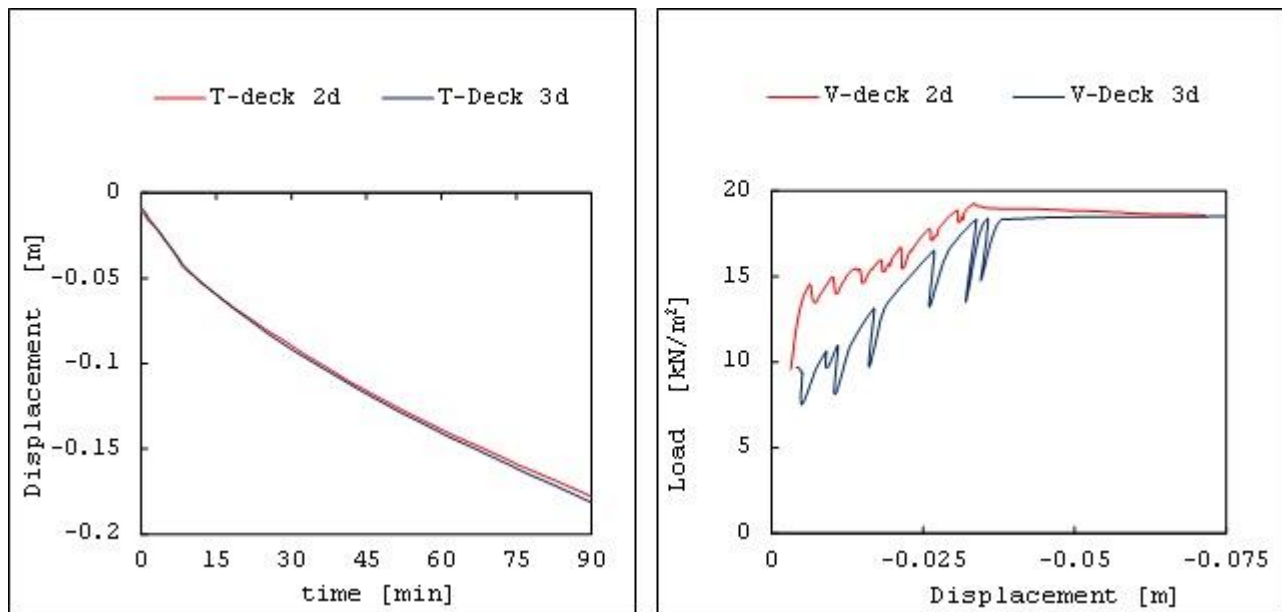 T-deck 2d T-Deck 3d
0
-0.05
-0.1
-0.15
-0.2
Displacement [m]
0 15 30 45 60 75 90
time [min]
V-deck 2d V-Deck 3d
20
15
10
5
0
Load [kN/m²]
0 -0.025 -0.05 -0.075
Displacement [m]